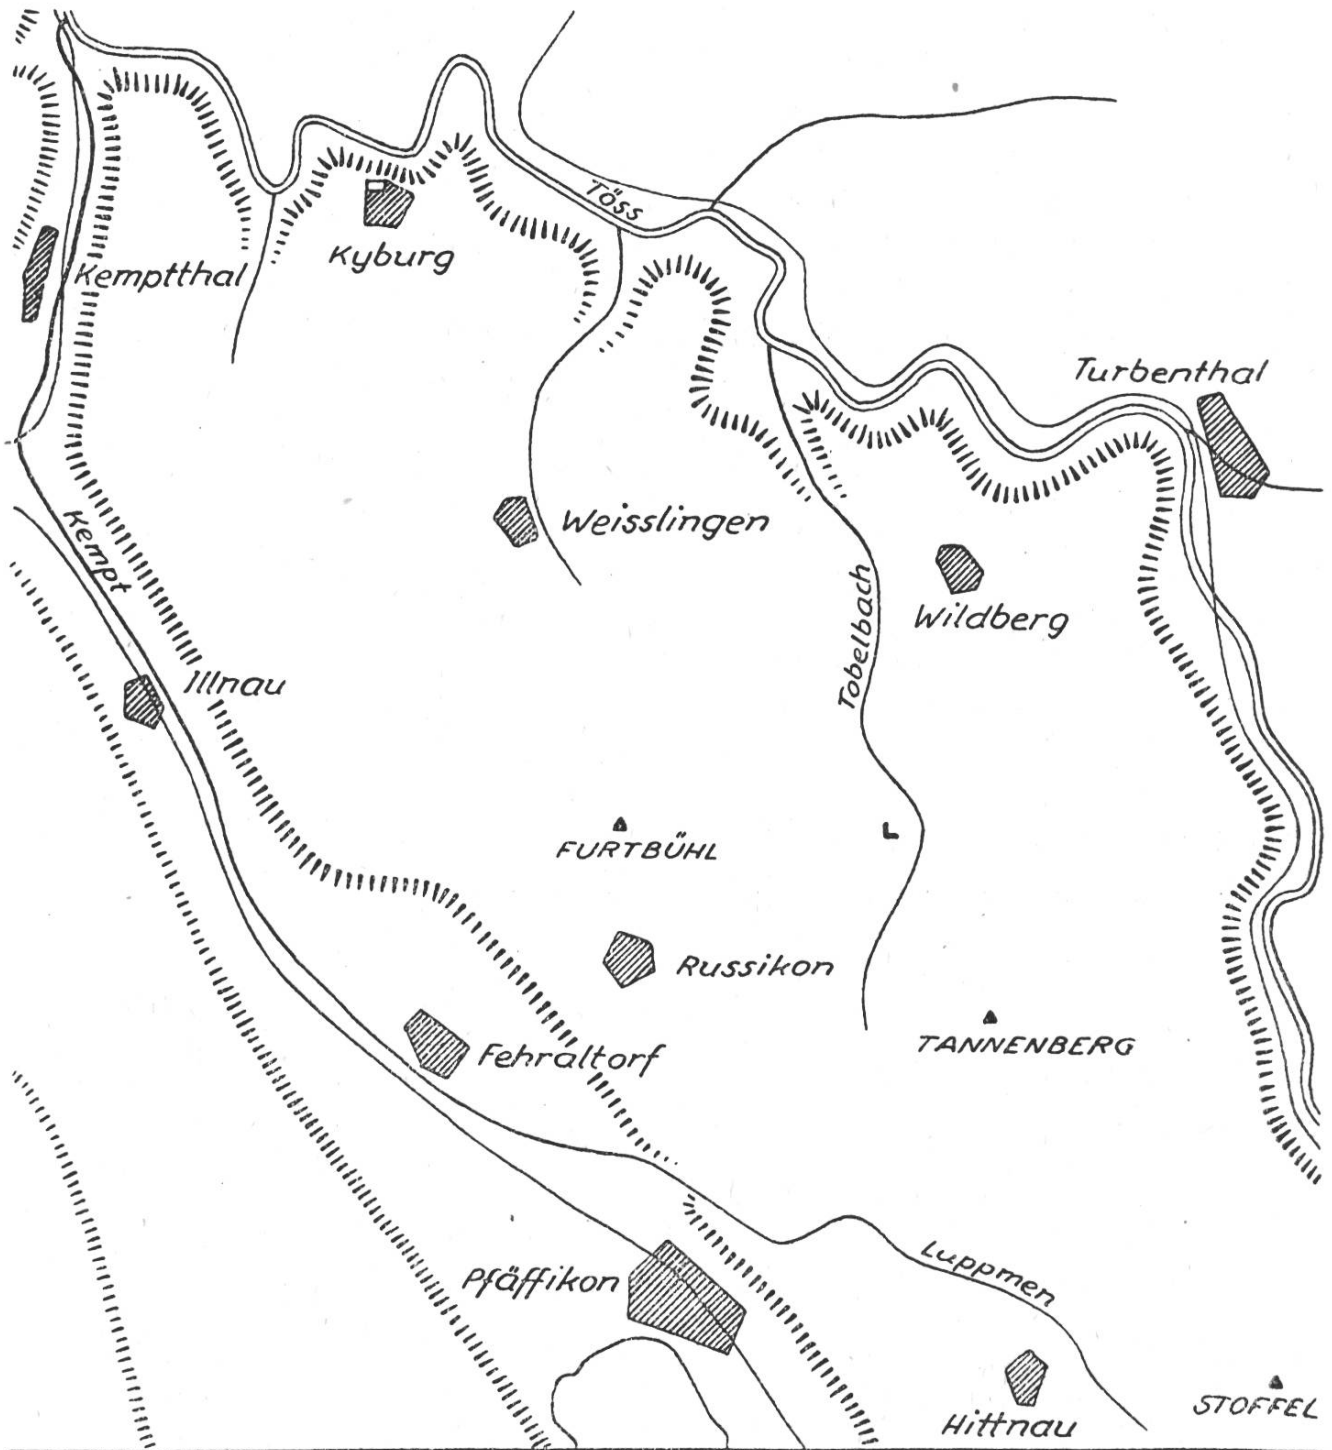 Töss
Kyburg
Kemptthal
Turbenthal
Weisslingen
Kempt
Tobelbach
Wildberg
Illnau
L
FURTBÜHL
Russikon
TANNENBERG
Fehraltorf
Luppmen
Pfäffikon
STOFFEL
Hittnau